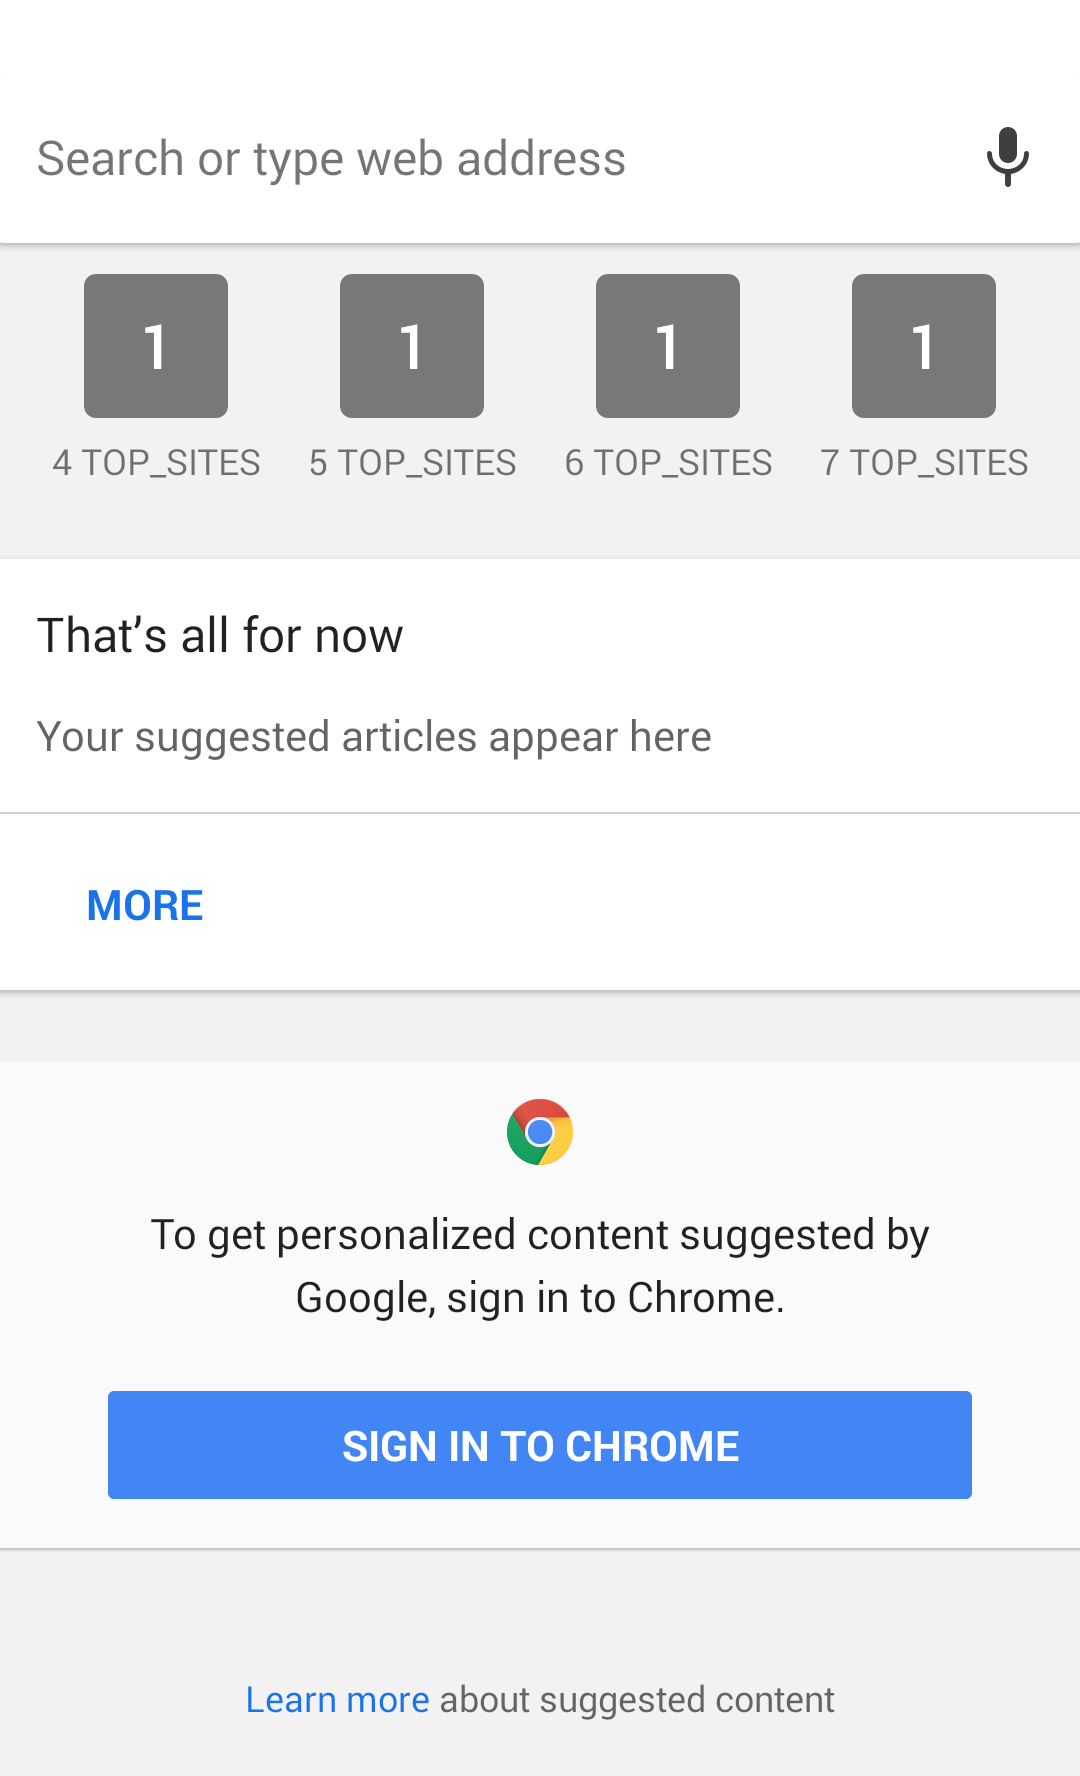 Search or type web address
1 1 1 1
4 TOP_SITES 5 TOP_SITES 6 TOP_SITES 7 TOP_SITES
That’s all for now
Your suggested articles appear here
MORE
To get personalized content suggested by
Google, sign in to Chrome.
SIGN IN TO CHROME
Learn more about suggested content